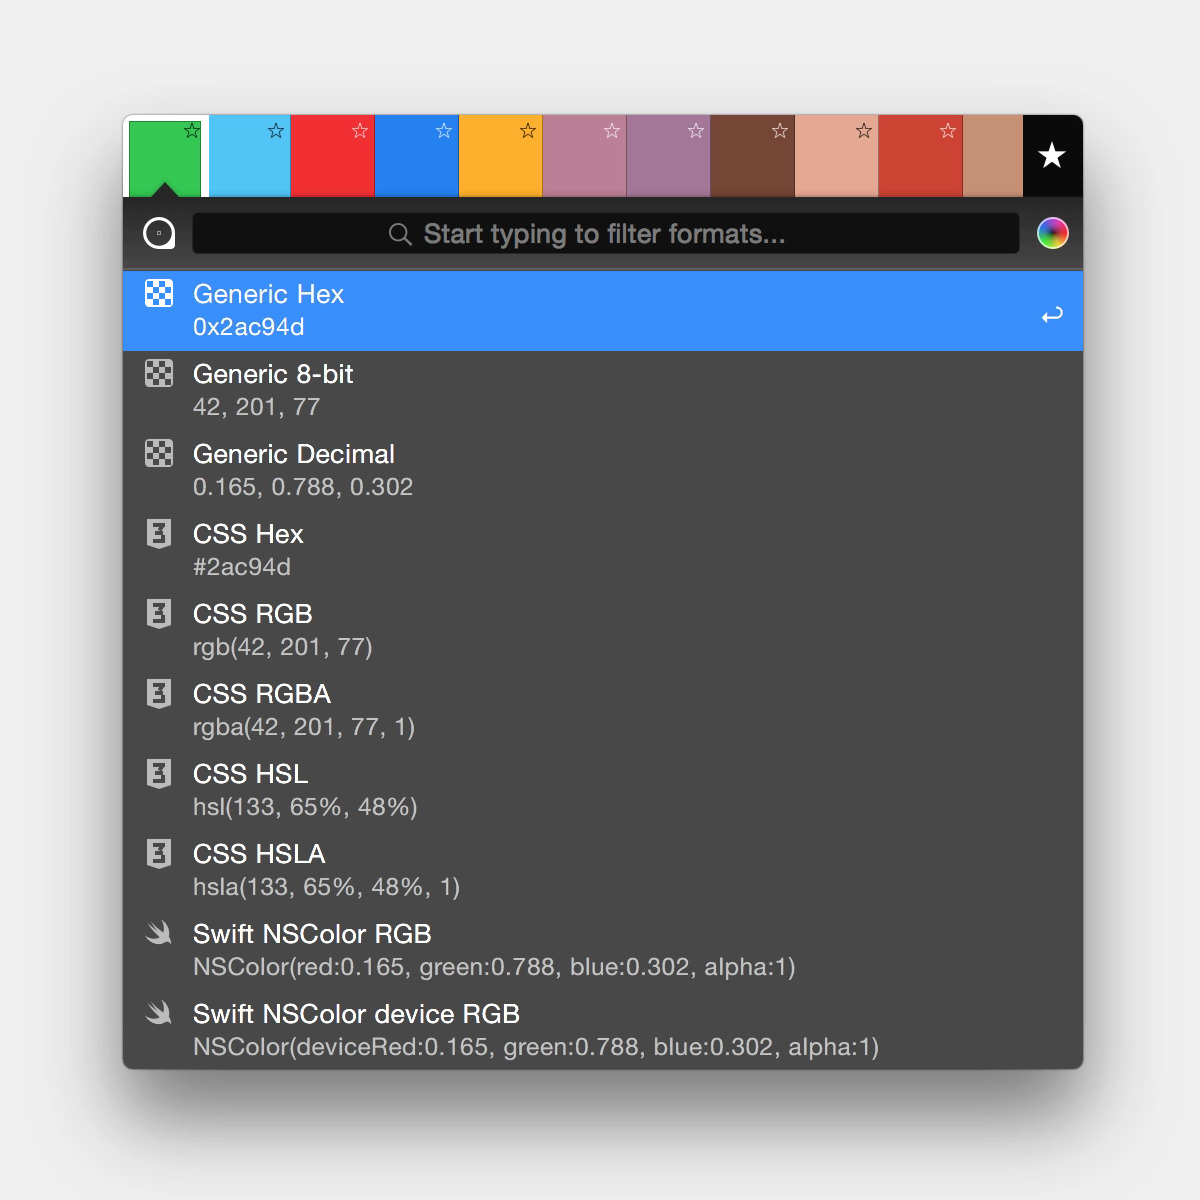 Start typing to filter formats...
Generic Hex
0x2ac94d
Generic 8-bit
42, 201, 77
Generic Decimal
0.165, 0.788, 0.302
CSS Hex
#2ac94d
CSS RGB
rgb(42, 201, 77)
CSS RGBA
rgba(42, 201, 77, 1)
CSS HSL
hsl(133, 65%, 48%)
CSS HSLA
hsla(133, 65%, 48%, 1)
Swift NSColor RGB
NSColor(red:0.165, green:0.788, blue:0.302, alpha:1)
Swift NSColor device RGB
NSColor(deviceRed:0.165, green:0.788, blue:0.302, alpha:1)